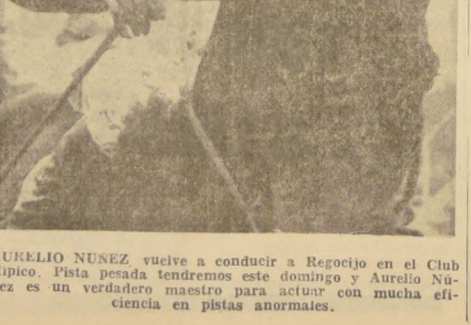 URELIO NUÑEZ vuelve a conducir a Regocijo en el Club
ípico. Pista pesada tendremos este domingo y Aurelio Nú-
ez es un verdadero maestro para actuar con mucha efi-
ciencia en pistas anormales.